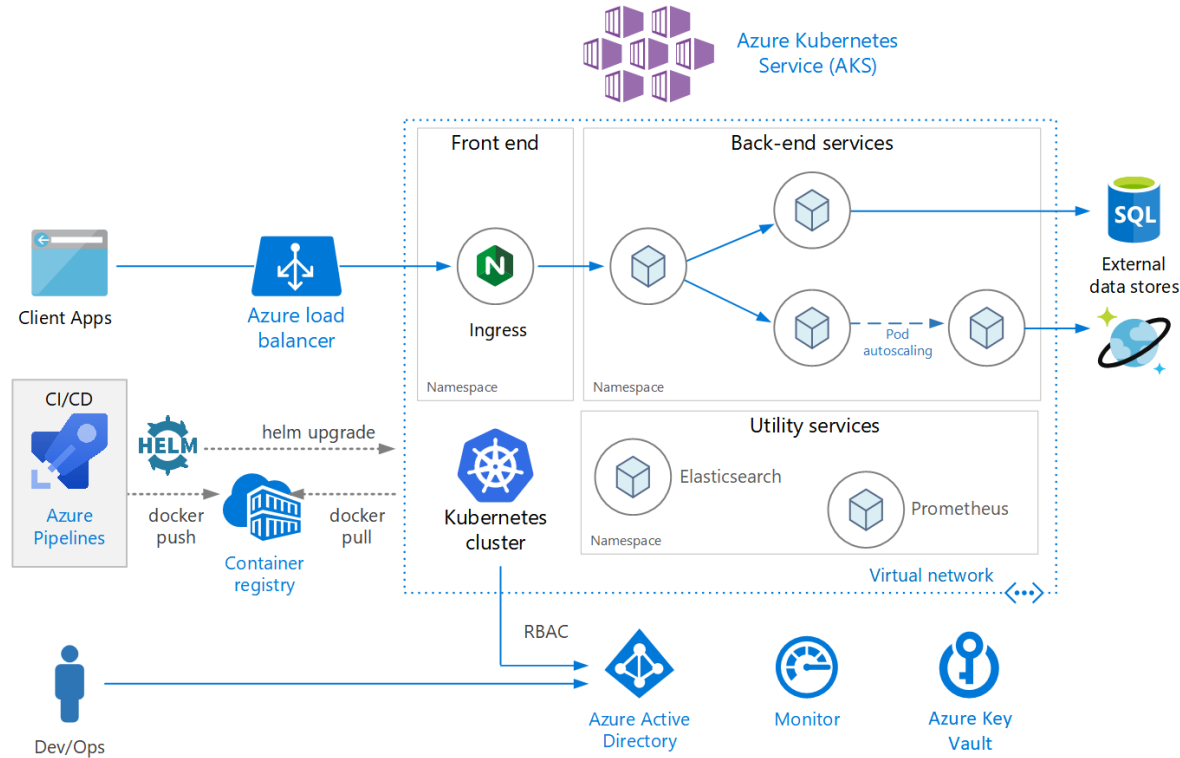 Azure Kubernetes
Service (AKS)
Front end
Back-end services
SQL
External
data stores
Client Apps
Azure load
balancer
N
Ingress
Pod
autoscaling
Namespace
Namespace
CI/CD
HELM
helm upgrade
Azure
Pipelines
docker
push
docker
pull
Container
registry
Kubernetes
cluster
Utility services
Elasticsearch
Prometheus
Namespace
Virtual network
RBAC
Dev/Ops
Azure Active
Directory
Monitor
Azure Key
Vault